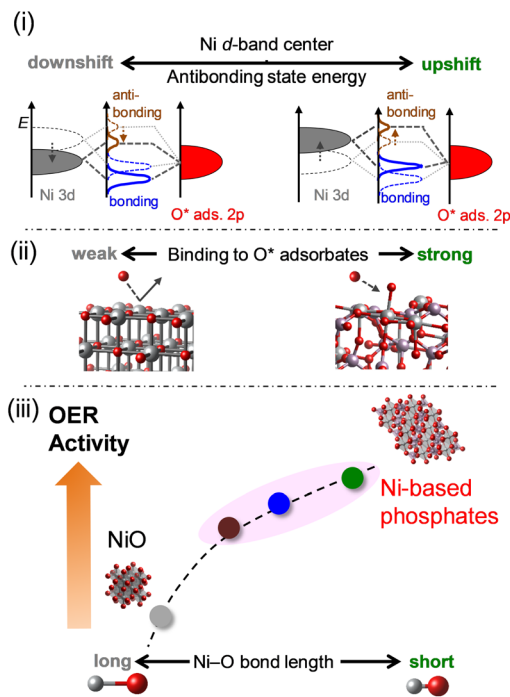 (i)
Ni d-band center
downshift
upshift
Antibonding state energy
E
anti-
bonding
Ni 3d
bonding
O* ads. 2p
anti-
bonding
Ni 3d
bonding
O* ads. 2p
(ii)
weak
Binding to O* adsorbates
strong
(iii)
OER
Activity
NiO
Ni-based
phosphates
long
Ni–O bond length
short